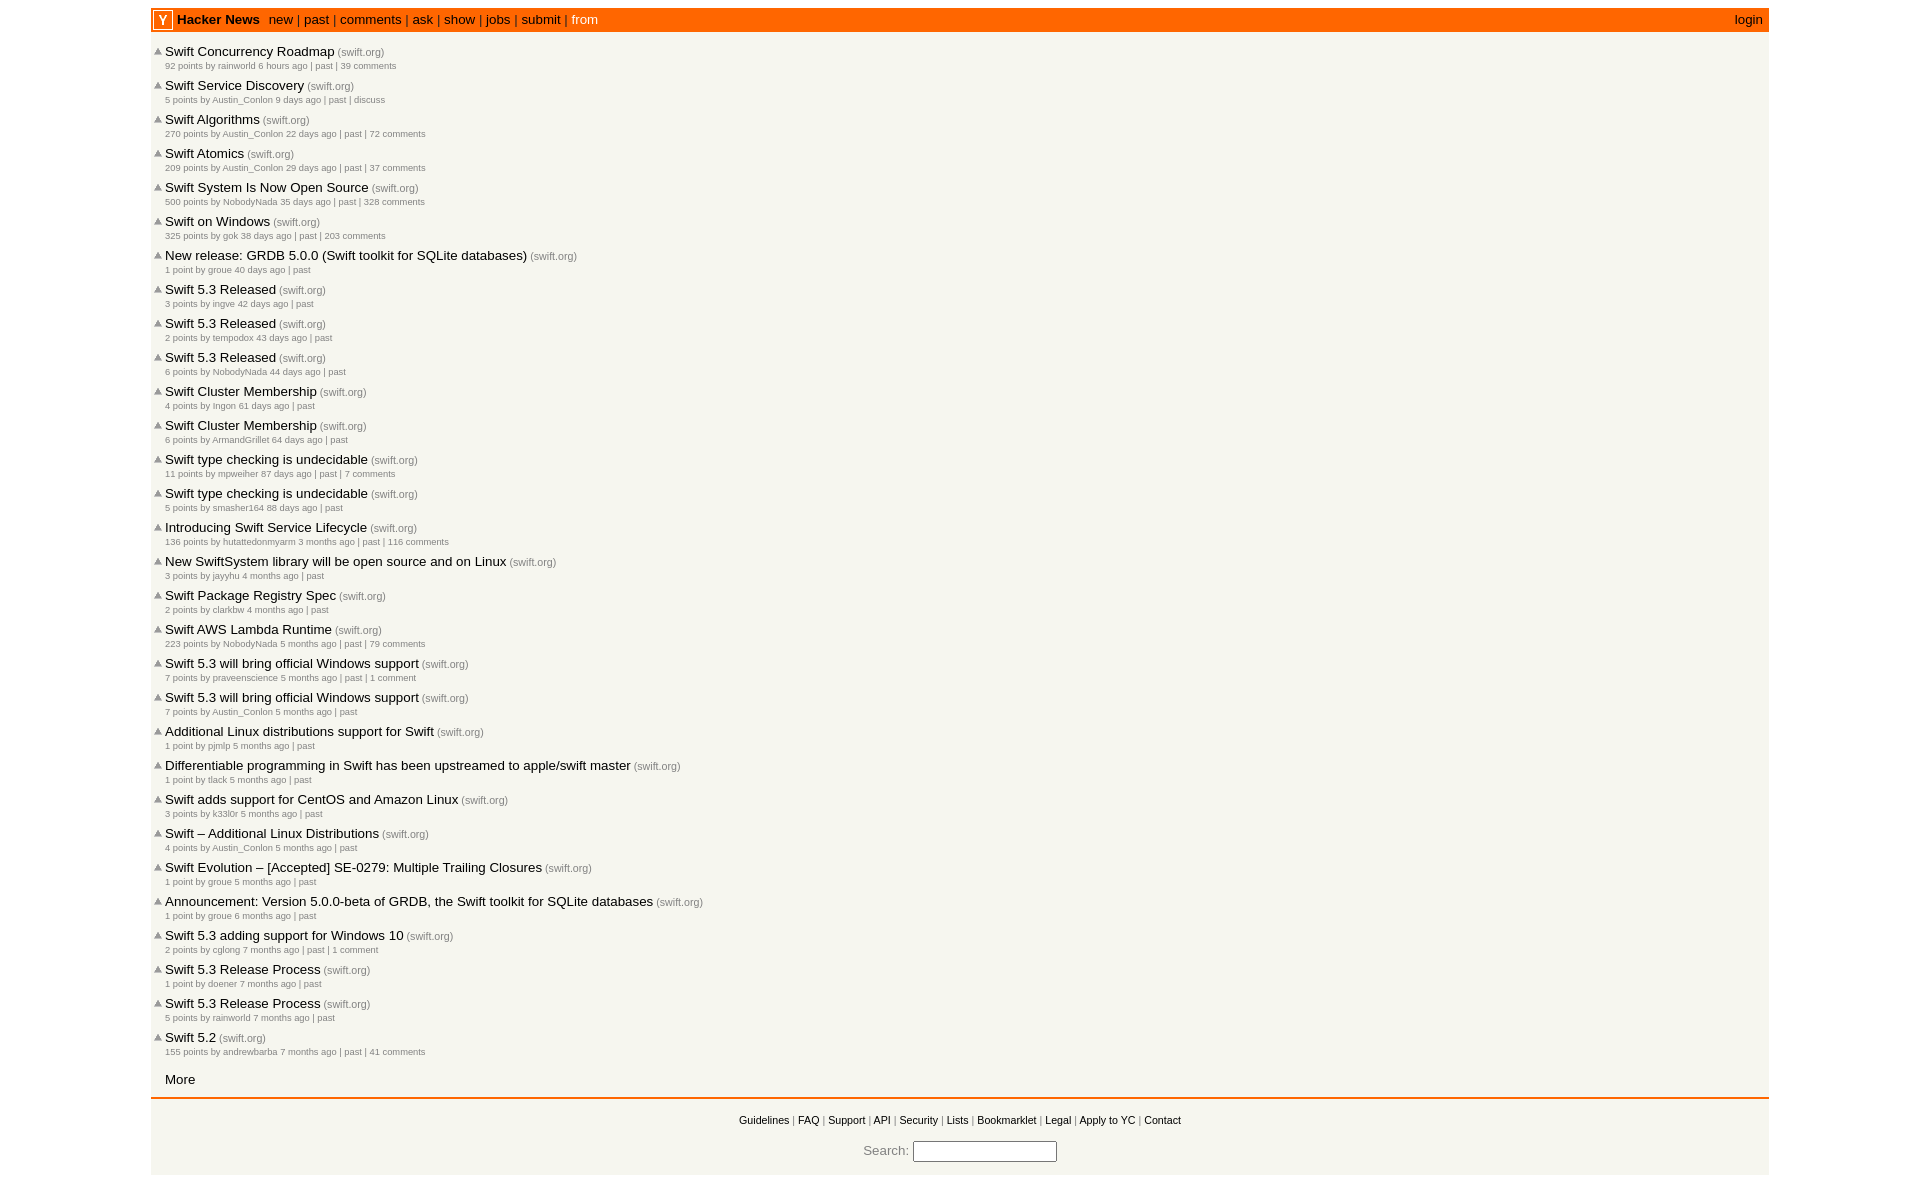 Y Hacker News new | past | comments | ask | show | jobs | submit | from login
Swift Concurrency Roadmap (swift.org)
92 points by rainworld 6 hours ago | past | 39 comments
Swift Service Discovery (swift.org)
5 points by Austin_Conlon 9 days ago | past | discuss
Swift Algorithms (swift.org)
270 points by Austin_Conlon 22 days ago | past | 72 comments
Swift Atomics (swift.org)
209 points by Austin_Conlon 29 days ago | past | 37 comments
Swift System Is Now Open Source (swift.org)
500 points by NobodyNada 35 days ago | past | 328 comments
Swift on Windows (swift.org)
325 points by gok 38 days ago | past | 203 comments
New release: GRDB 5.0.0 (Swift toolkit for SQLite databases) (swift.org)
1 point by groue 40 days ago | past
Swift 5.3 Released (swift.org)
3 points by ingve 42 days ago | past
Swift 5.3 Released (swift.org)
2 points by tempodox 43 days ago | past
Swift 5.3 Released (swift.org)
6 points by NobodyNada 44 days ago | past
Swift Cluster Membership (swift.org)
4 points by Ingon 61 days ago | past
Swift Cluster Membership (swift.org)
6 points by ArmandGrillet 64 days ago | past
Swift type checking is undecidable (swift.org)
11 points by mpweiher 87 days ago | past | 7 comments
Swift type checking is undecidable (swift.org)
5 points by smasher164 88 days ago | past
Introducing Swift Service Lifecycle (swift.org)
136 points by hutattedonmyarm 3 months ago | past | 116 comments
New SwiftSystem library will be open source and on Linux (swift.org)
3 points by jayyhu 4 months ago | past
Swift Package Registry Spec (swift.org)
2 points by clarkbw 4 months ago | past
Swift AWS Lambda Runtime (swift.org)
223 points by NobodyNada 5 months ago | past | 79 comments
Swift 5.3 will bring official Windows support (swift.org)
7 points by praveenscience 5 months ago | past | 1 comment
Swift 5.3 will bring official Windows support (swift.org)
7 points by Austin_Conlon 5 months ago | past
Additional Linux distributions support for Swift (swift.org)
1 point by pjmlp 5 months ago | past
Differentiable programming in Swift has been upstreamed to apple/swift master (swift.org)
1 point by tlack 5 months ago | past
Swift adds support for CentOS and Amazon Linux (swift.org)
3 points by k33l0r 5 months ago | past
Swift – Additional Linux Distributions (swift.org)
4 points by Austin_Conlon 5 months ago | past
Swift Evolution – [Accepted] SE-0279: Multiple Trailing Closures (swift.org)
1 point by groue 5 months ago | past
Announcement: Version 5.0.0-beta of GRDB, the Swift toolkit for SQLite databases (swift.org)
1 point by groue 6 months ago | past
Swift 5.3 adding support for Windows 10 (swift.org)
2 points by cglong 7 months ago | past | 1 comment
Swift 5.3 Release Process (swift.org)
1 point by doener 7 months ago | past
Swift 5.3 Release Process (swift.org)
5 points by rainworld 7 months ago | past
Swift 5.2 (swift.org)
155 points by andrewbarba 7 months ago | past | 41 comments
More
Guidelines | FAQ | Support | API | Security | Lists | Bookmarklet | Legal | Apply to YC | Contact
Search: